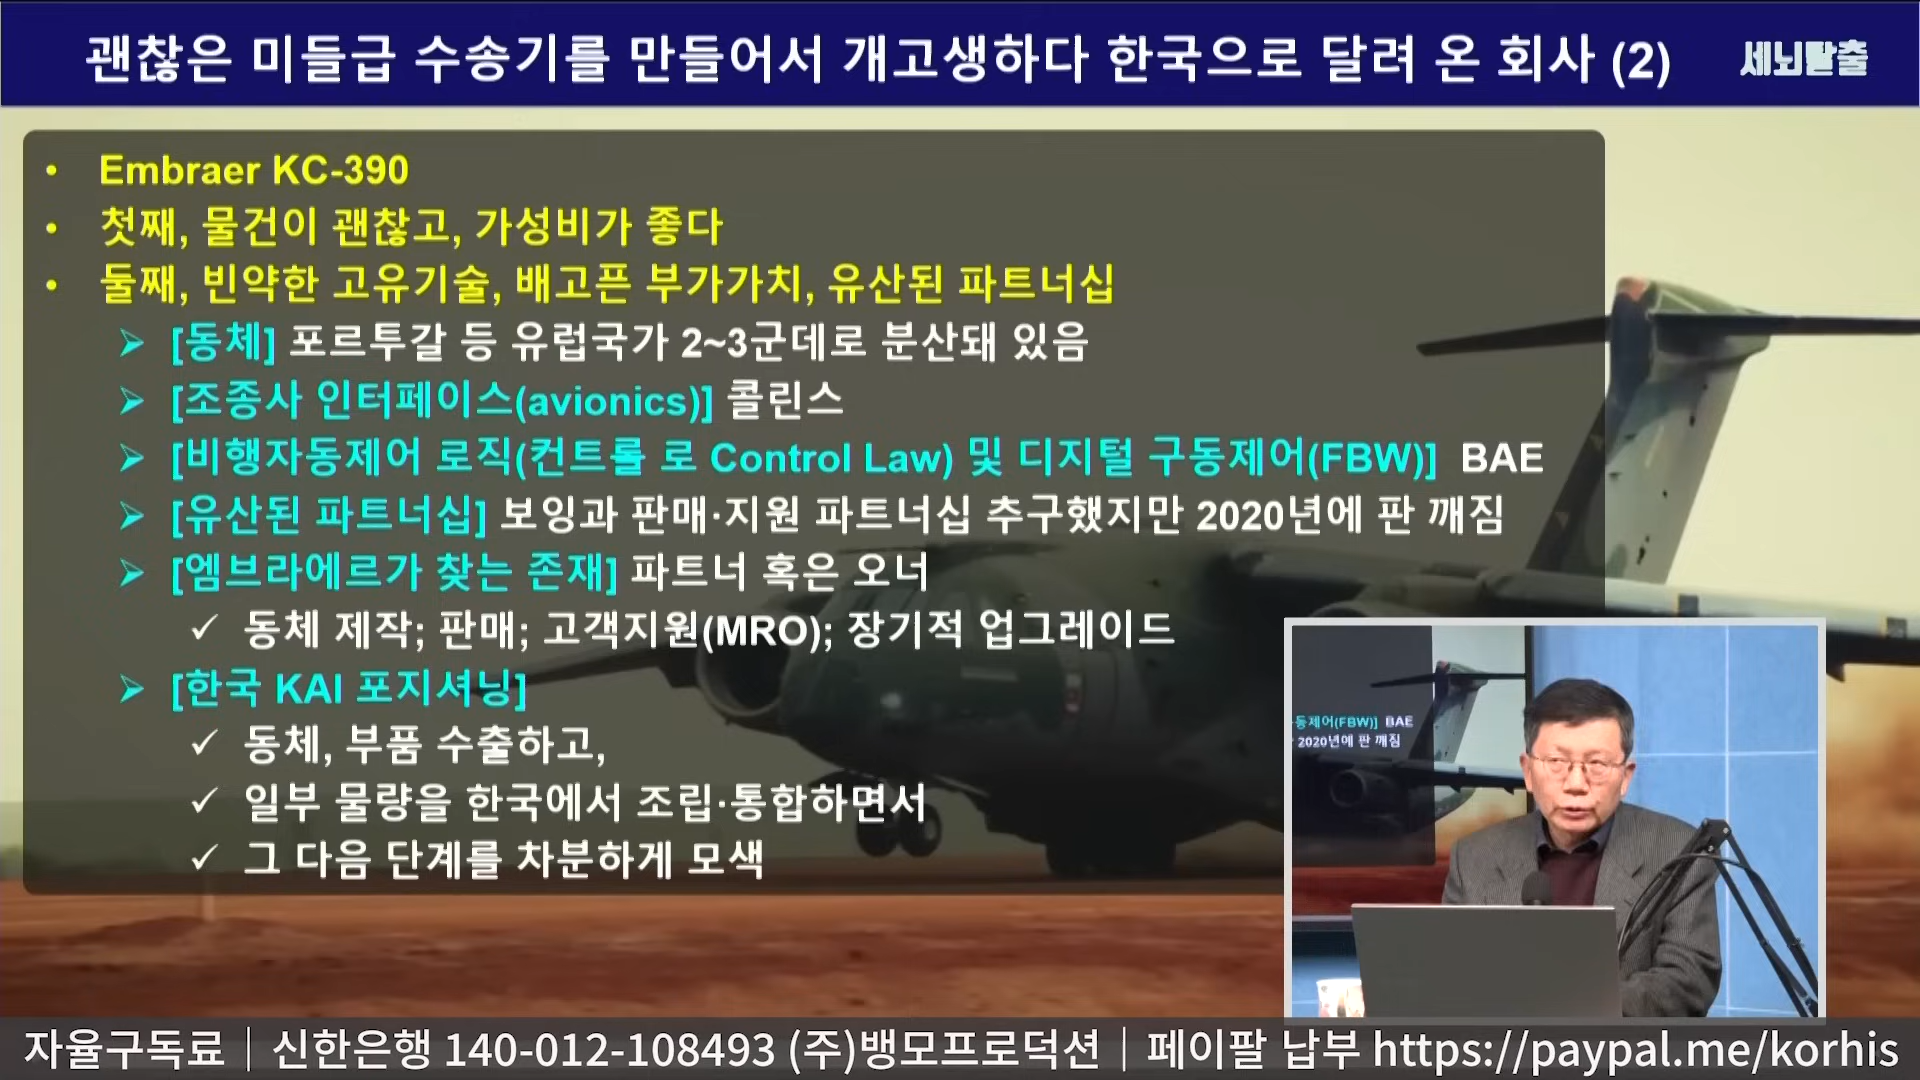 괜찮은 미들급 수송기를 만들어서 개고생하다 한국으로 달려 온 회사 (2)
세뇌탈출
• Embraer KC-390
• 첫째, 물건이 괜찮고, 가성비가 좋다
• 둘째, 빈약한 고유기술, 배고픈 부가가치, 유산된 파트너십
➢ [동체] 포르투갈 등 유럽국가 2~3군데로 분산돼 있음
➢ [조종사 인터페이스(avionics)] 콜린스
➢ [비행자동제어 로직(컨트롤 로 Control Law) 및 디지털 구동제어(FBW)] BAE
➢ [유산된 파트너십] 보잉과 판매·지원 파트너십 추구했지만 2020년에 판 깨짐
➢ [엠브라에르가 찾는 존재] 파트너 혹은 오너
✓ 동체 제작; 판매; 고객지원(MRO); 장기적 업그레이드
➢ [한국 KAI 포지셔닝]
✓ 동체, 부품 수출하고,
✓ 일부 물량을 한국에서 조립·통합하면서
✓ 그 다음 단계를 차분하게 모색
동제어(FBW)] BAE
2020년에 판 깨짐
자율구독료｜신한은행 140-012-108493 (주)뱅모프로덕션｜페이팔 납부 https://paypal.me/korhis